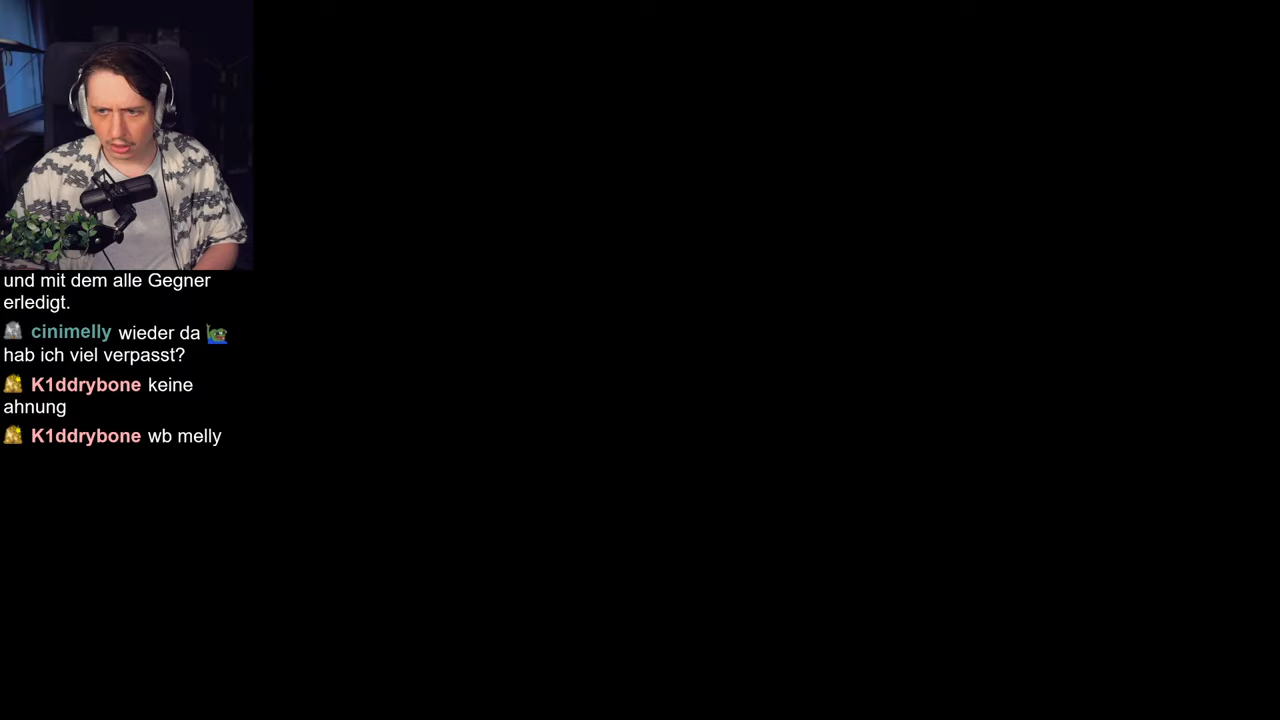 und mit dem alle Gegner
erledigt.
cinimelly wieder da
hab ich viel verpasst?
K1ddrybone keine
ahnung
K1ddrybone wb melly